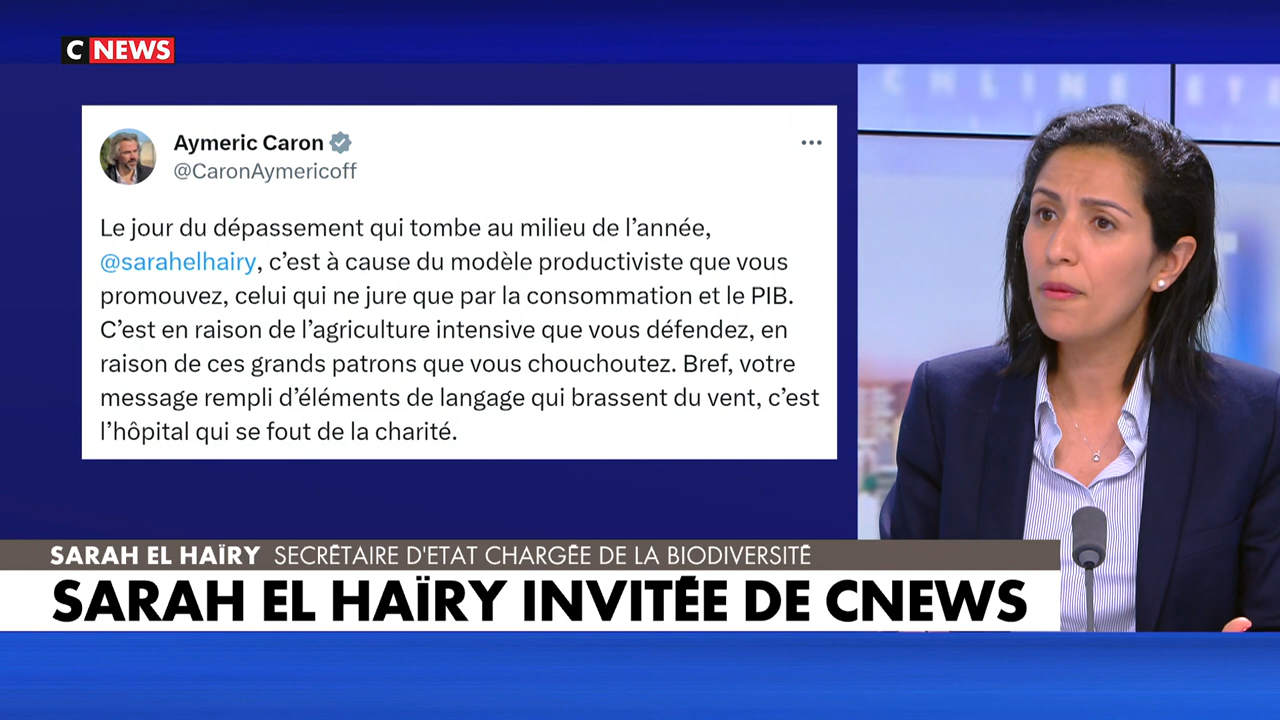 CNEWS
Aymeric Caron
@CaronAymericoff
Le jour du dépassement qui tombe au milieu de l’année,
@sarahelhairy, c’est à cause du modèle productiviste que vous
promouvez, celui qui ne jure que par la consommation et le PIB.
C’est en raison de l’agriculture intensive que vous défendez, en
raison de ces grands patrons que vous chouchoutez. Bref, votre
message rempli d’éléments de langage qui brassent du vent, c’est
l’hôpital qui se fout de la charité.
SARAH EL HAÏRY SECRÉTAIRE D'ETAT CHARGÉE DE LA BIODIVERSITÉ
SARAH EL HAÏRY INVITÉE DE CNEWS